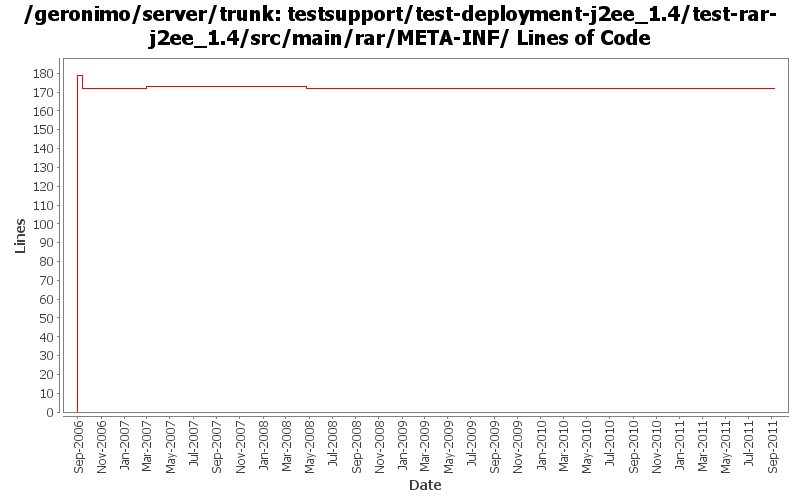 /geronimo/server/trunk: testsupport/test-deployment-j2ee_1.4/test-rar-
j2ee_1.4/src/main/rar/META-INF/ Lines of Code
Lines
180
170
160
150
140
130
120
110
100
90
80
70
60
50
40
30
20
10
0
Sep-2006
Nov-2006
Jan-2007
Mar-2007
May-2007
Jul-2007
Sep-2007
Nov-2007
Jan-2008
Mar-2008
May-2008
Jul-2008
Sep-2008
Nov-2008
Jan-2009
Mar-2009
May-2009
Jul-2009
Sep-2009
Nov-2009
Jan-2010
Mar-2010
May-2010
Jul-2010
Sep-2010
Nov-2010
Jan-2011
Mar-2011
May-2011
Jul-2011
Sep-2011
Date